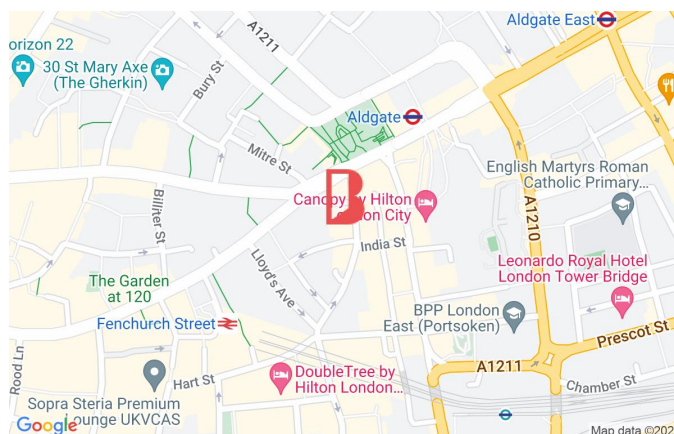 Aldgate East
A1211
orizon 22
30 St Mary Axe
(The Gherkin)
Bury St
Aldgate
Mitre St
English Martyrs Roman
Catholic Primary...
B
Canopy by Hilton
London City
A1210
Billiter St
India St
Lloyd's Ave
Leonardo Royal Hotel
London Tower Bridge
The Garden
at 120
BPP London
East (Portsoken)
Fenchurch Street
Prescot St
Rood Ln
A1211
Hart St
DoubleTree by
Hilton London...
Chamber St
Sopra Steria Premium
ounge UKVCAS
Google
Map data ©202